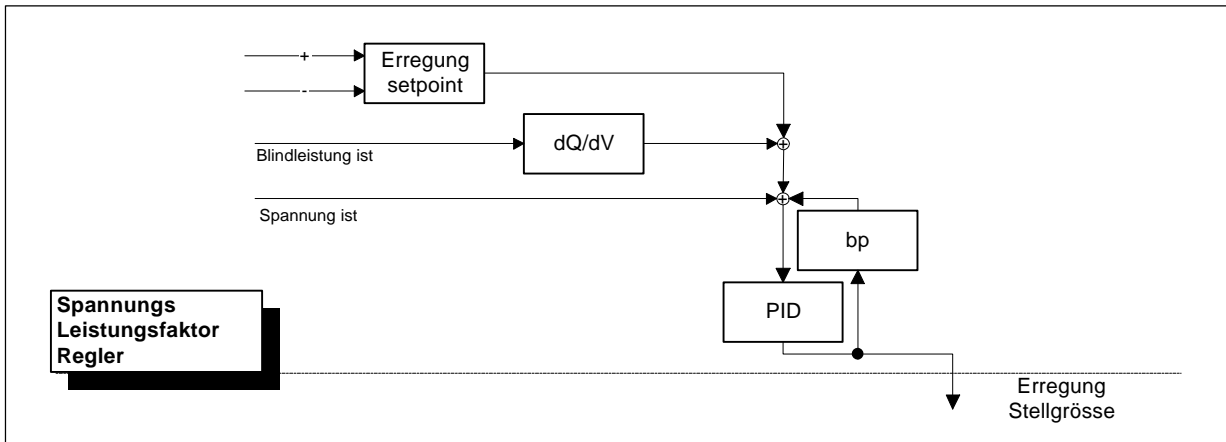 +
-
Erregung
setpoint
Blindleistung ist
dQ/dV
+
Spannung ist
+
bp
PID
Spannungs
Leistungsfaktor
Regler
Erregung
Stellgrösse